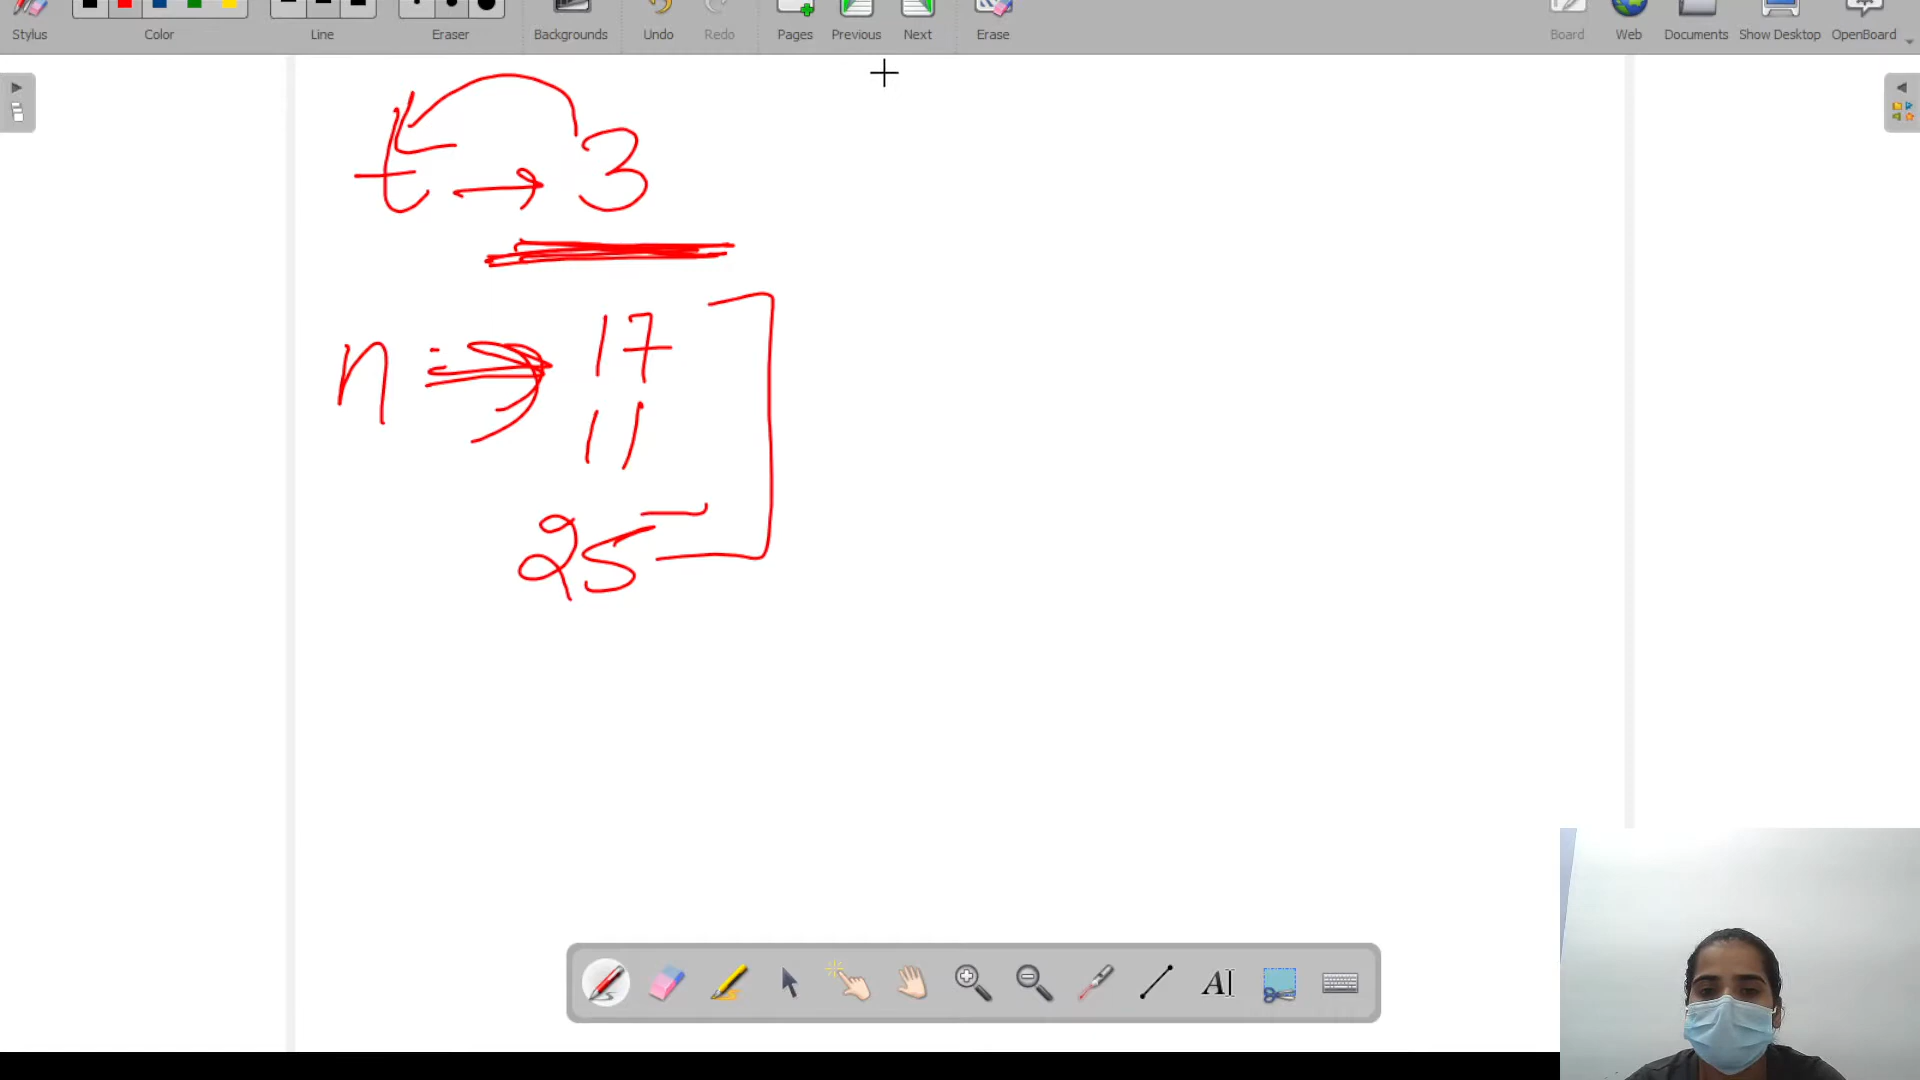 Stylus Color Line Eraser Backgrounds Undo Redo Pages Previous Next Erase Board Web Documents Show Desktop OpenBoard
t → 3
n ⇒ 17
11
25
AI